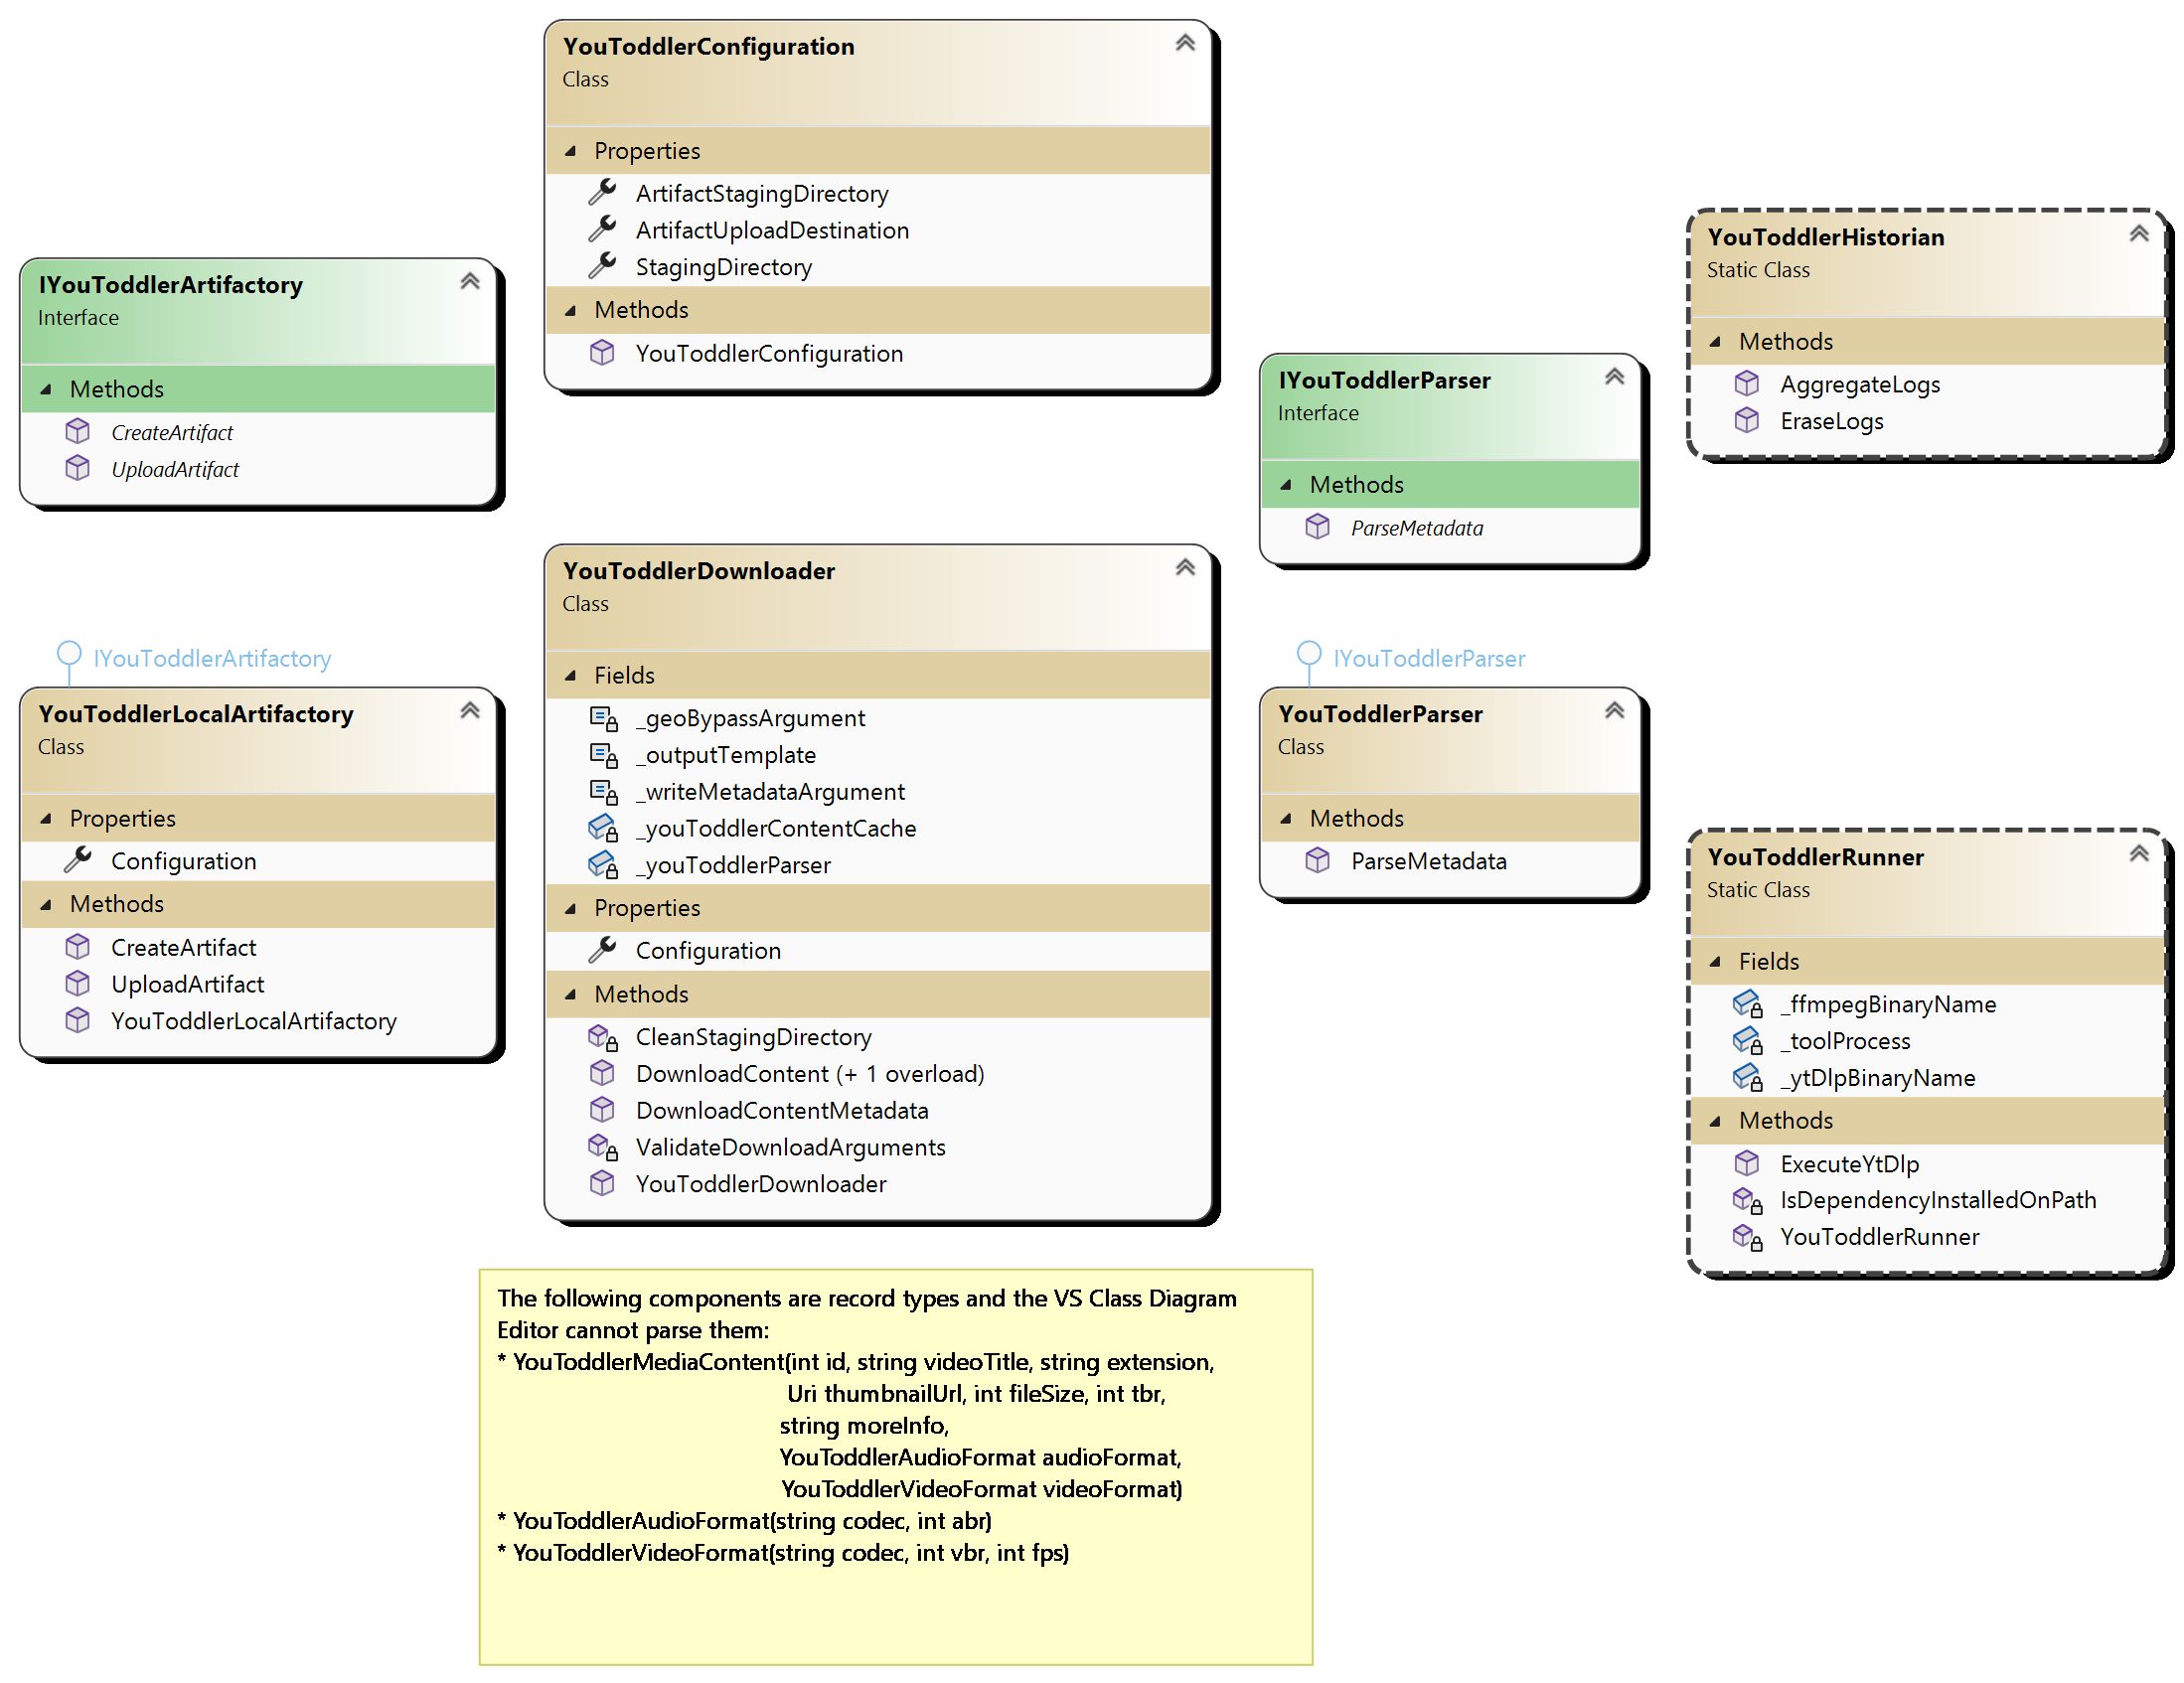 YouToddlerConfiguration
Class
Properties
ArtifactStagingDirectory
ArtifactUploadDestination
StagingDirectory
Methods
YouToddlerConfiguration
IYouToddlerArtifactory
Interface
Methods
CreateArtifact
UploadArtifact
IYouToddlerParser
Interface
Methods
ParseMetadata
YouToddlerHistorian
Static Class
Methods
AggregateLogs
EraseLogs
IYouToddlerArtifactory
YouToddlerLocalArtifactory
Class
Properties
Configuration
Methods
CreateArtifact
UploadArtifact
YouToddlerLocalArtifactory
YouToddlerDownloader
Class
Fields
_geoBypassArgument
_outputTemplate
_writeMetadataArgument
_youToddlerContentCache
_youToddlerParser
Properties
Configuration
Methods
CleanStagingDirectory
DownloadContent (+ 1 overload)
DownloadContentMetadata
ValidateDownloadArguments
YouToddlerDownloader
IYouToddlerParser
YouToddlerParser
Class
Methods
ParseMetadata
YouToddlerRunner
Static Class
Fields
_ffmpegBinaryName
_toolProcess
_ytDlpBinaryName
Methods
ExecuteYtDlp
IsDependencyInstalledOnPath
YouToddlerRunner
The following components are record types and the VS Class Diagram
Editor cannot parse them:
* YouToddlerMediaContent(int id, string videoTitle, string extension,
Uri thumbnailUrl, int fileSize, int tbr,
string moreInfo,
YouToddlerAudioFormat audioFormat,
YouToddlerVideoFormat videoFormat)
* YouToddlerAudioFormat(string codec, int abr)
* YouToddlerVideoFormat(string codec, int vbr, int fps)